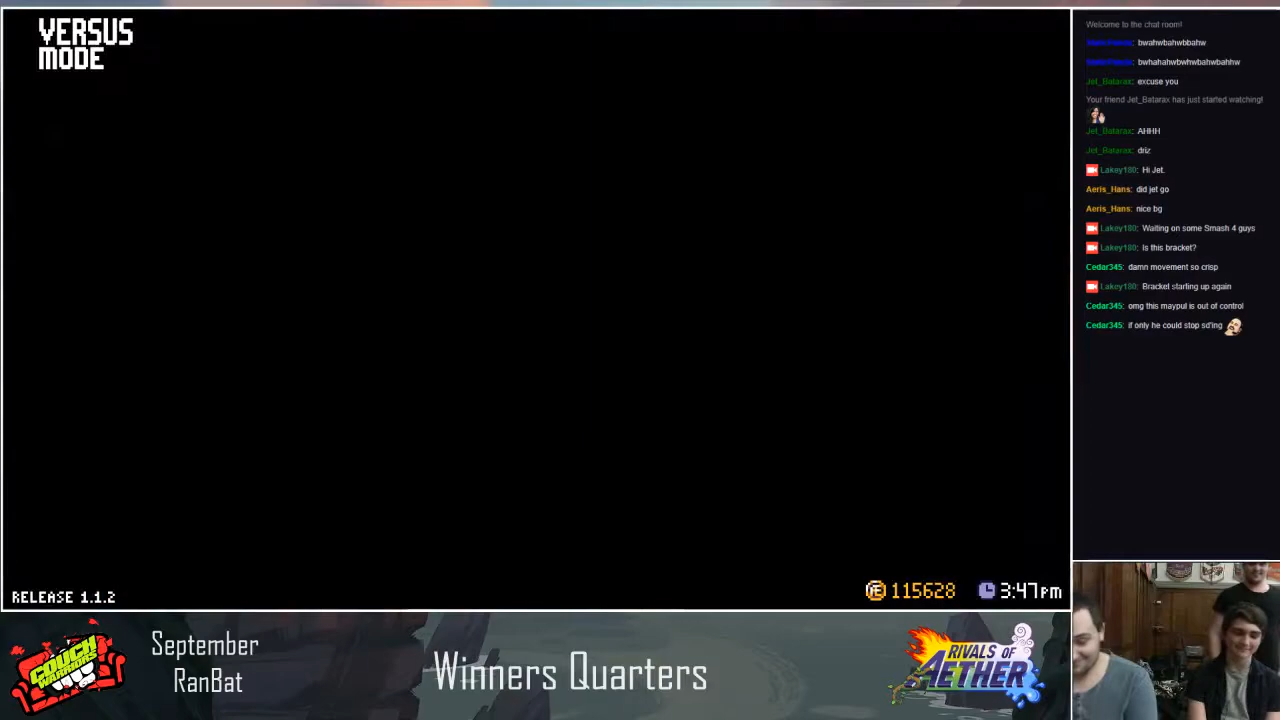 VERSUS
MODE
RELEASE 1.1.2
115628
3:47pm
Welcome to the chat room!
: bwahwbahwbbahw
: bwhahahwbwhwbahwbahhw
Jet_Batarax: excuse you
Your friend Jet_Batarax has just started watching!
Jet_Batarax: AHHH
Jet_Batarax: driz
Lakey180: Hi Jet.
Aeris_Hans: did jet go
Aeris_Hans: nice bg
Lakey180: Waiting on some Smash 4 guys
Lakey180: Is this bracket?
Cedar345: damn movement so crisp
Lakey180: Bracket starting up again
Cedar345: omg this maypul is out of control
Cedar345: if only he could stop sd'ing
COUCH
WARRIORS
September
RanBat
Winners Quarters
RIVALS OF
AETHER